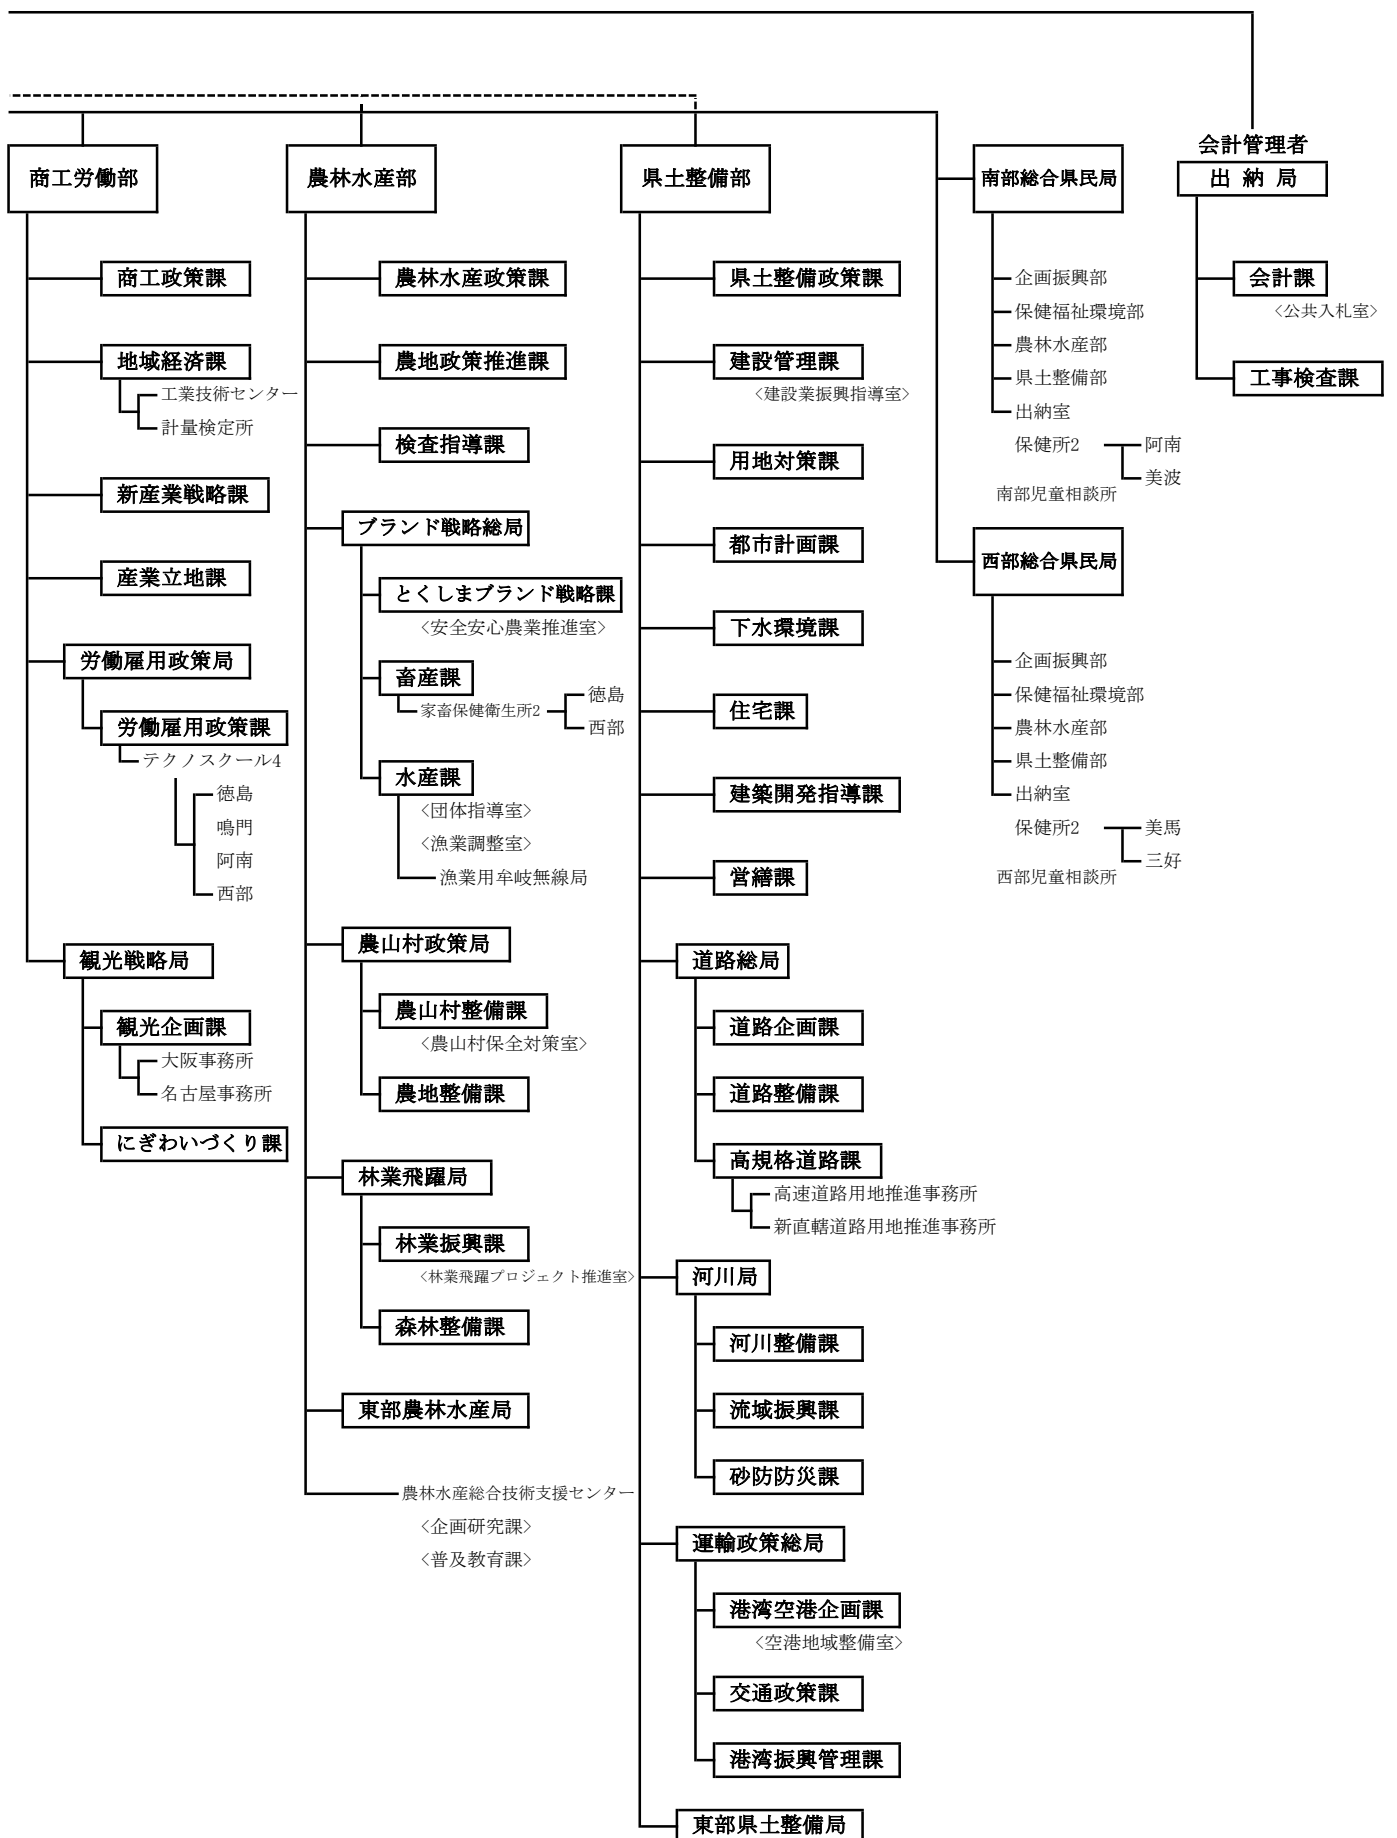 商工労働部
商工政策課
地域経済課
工業技術センター
計量検定所
新産業戦略課
産業立地課
労働雇用政策局
労働雇用政策課
テクノスクール4
徳島
鳴門
阿南
西部
観光戦略局
観光企画課
大阪事務所
名古屋事務所
にぎわいづくり課
農林水産部
農林水産政策課
農地政策推進課
検査指導課
ブランド戦略総局
とくしまブランド戦略課
<安全安心農業推進室>
畜産課
家畜保健衛生所2
徳島
西部
水産課
<団体指導室>
<漁業調整室>
漁業用牟岐無線局
農山村政策局
農山村整備課
<農山村保全対策室>
農地整備課
林業飛躍局
林業振興課
<林業飛躍プロジェクト推進室>
森林整備課
東部農林水産局
農林水産総合技術支援センター
<企画研究課>
<普及教育課>
県土整備部
県土整備政策課
建設管理課
<建設業振興指導室>
用地対策課
都市計画課
下水環境課
住宅課
建築開発指導課
営繕課
道路総局
道路企画課
道路整備課
高規格道路課
高速道路用地推進事務所
新直轄道路用地推進事務所
河川局
河川整備課
流域振興課
砂防防災課
運輸政策総局
港湾空港企画課
<空港地域整備室>
交通政策課
港湾振興管理課
東部県土整備局
南部総合県民局
企画振興部
保健福祉環境部
農林水産部
県土整備部
出納室
保健所2
阿南
美波
南部児童相談所
西部総合県民局
企画振興部
保健福祉環境部
農林水産部
県土整備部
出納室
保健所2
美馬
三好
西部児童相談所
会計管理者
出 納 局
会計課
<公共入札室>
工事検査課